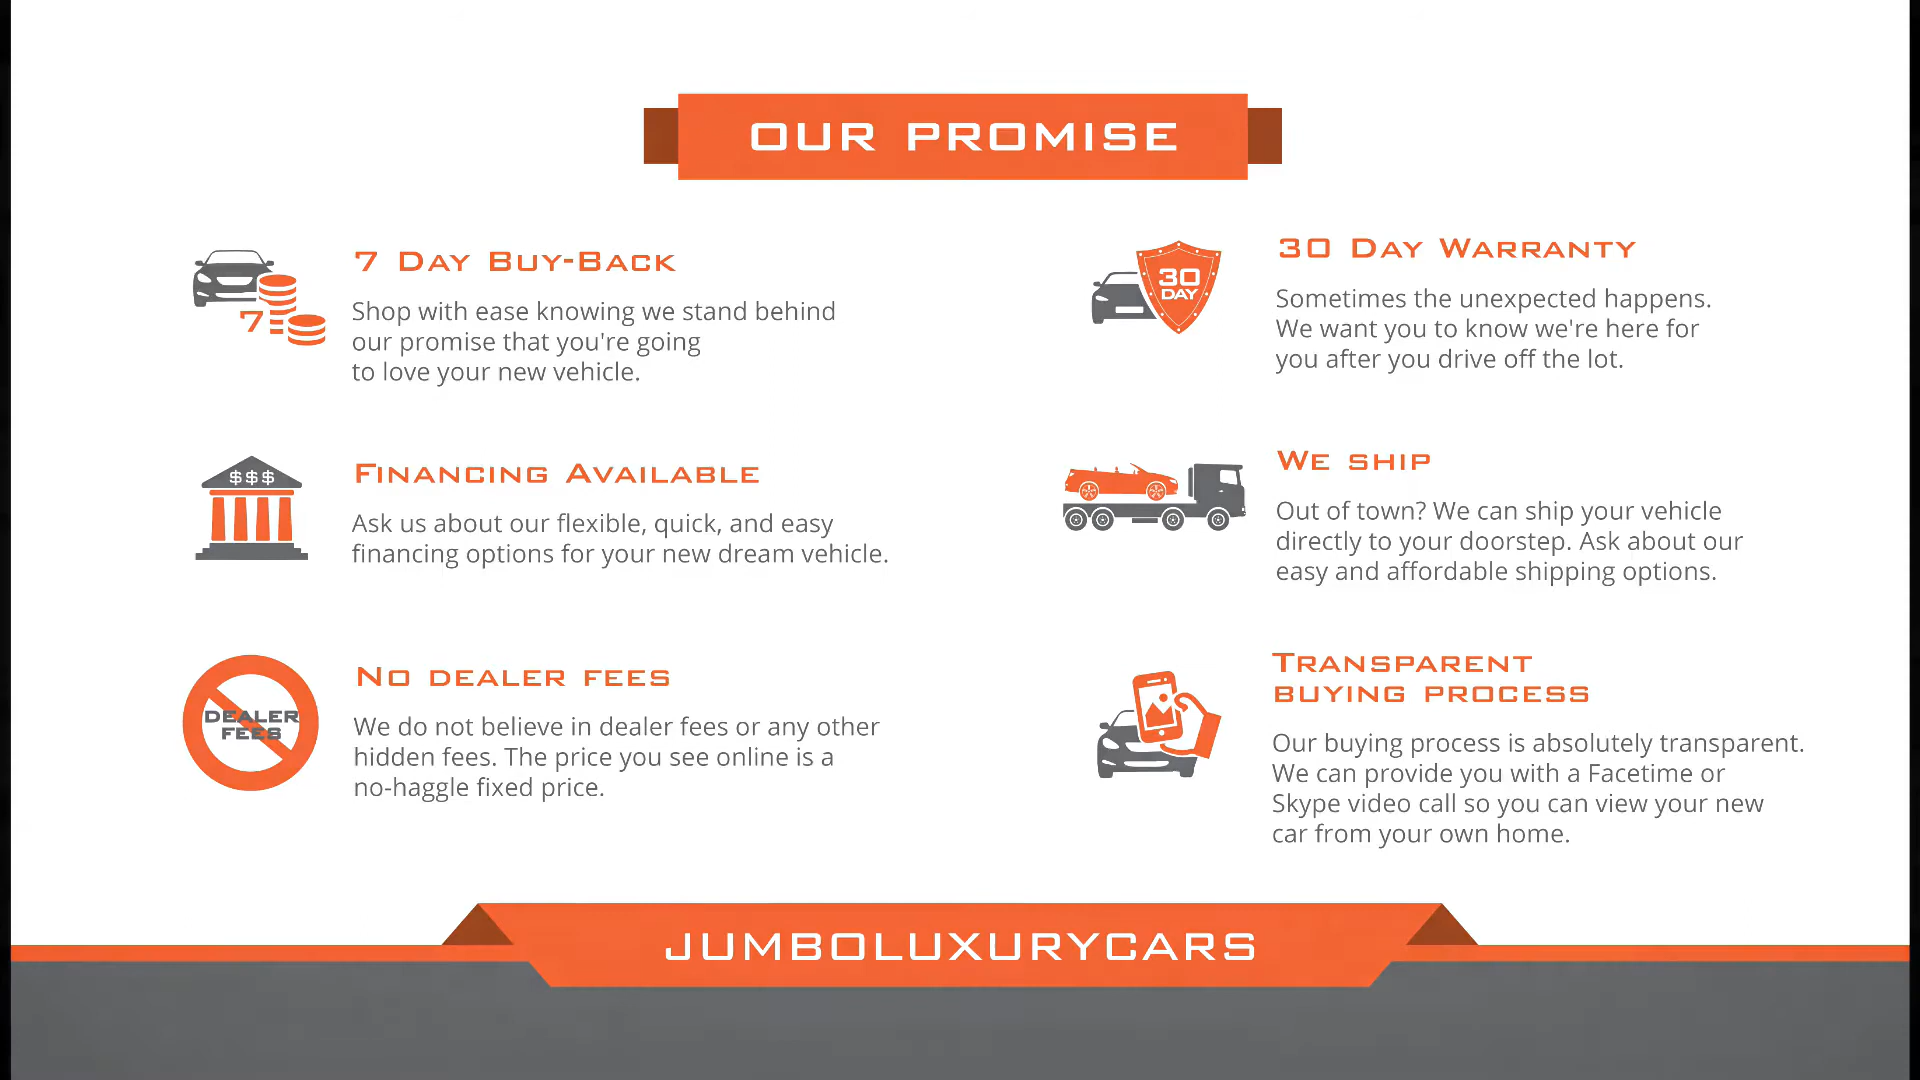 OUR PROMISE
7 DAY BUY-BACK
Shop with ease knowing we stand behind
our promise that you're going
to love your new vehicle.
7
$$$
FINANCING AVAILABLE
Ask us about our flexible, quick, and easy
financing options for your new dream vehicle.
DEALER
FEES
NO DEALER FEES
We do not believe in dealer fees or any other
hidden fees. The price you see online is a
no-haggle fixed price.
30
DAY
30 DAY WARRANTY
Sometimes the unexpected happens.
We want you to know we're here for
you after you drive off the lot.
WE SHIP
Out of town? We can ship your vehicle
directly to your doorstep. Ask about our
easy and affordable shipping options.
TRANSPARENT
BUYING PROCESS
Our buying process is absolutely transparent.
We can provide you with a Facetime or
Skype video call so you can view your new
car from your own home.
JUMBOLUXURYCARS